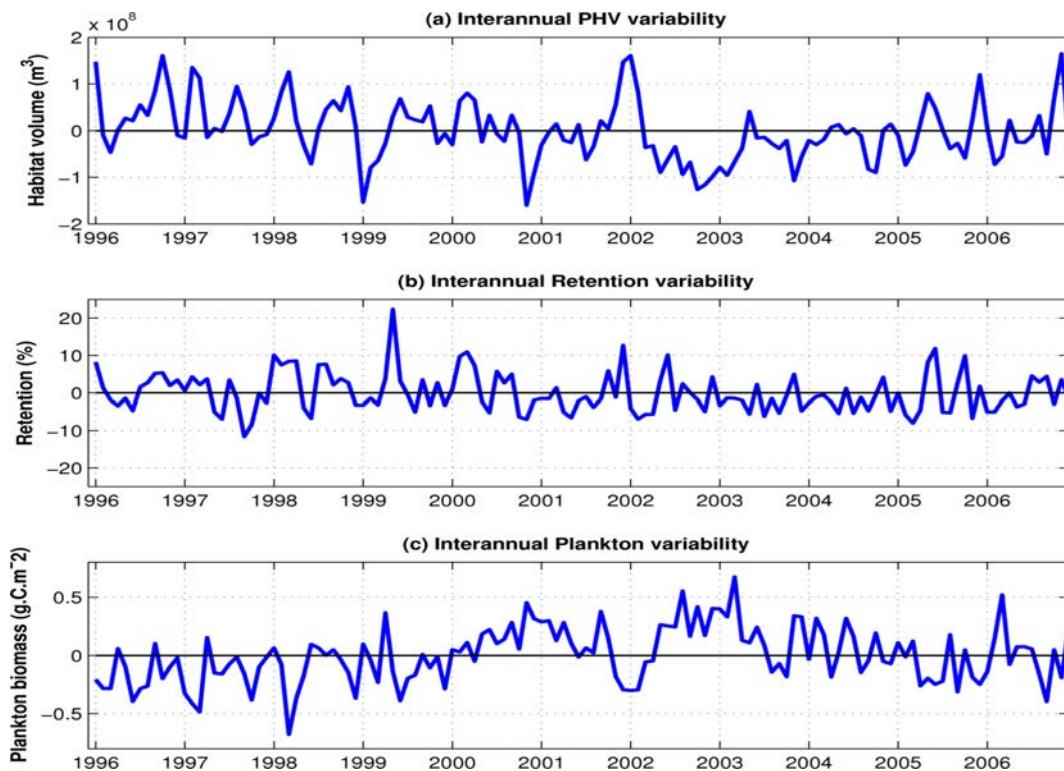 (a) Interannual PHV variability
x 10^8
Habitat volume (m³)
2
1
0
−1
−2
1996 1997 1998 1999 2000 2001 2002 2003 2004 2005 2006
(b) Interannual Retention variability
Retention (%)
20
10
0
−10
−20
1996 1997 1998 1999 2000 2001 2002 2003 2004 2005 2006
(c) Interannual Plankton variability
Plankton biomass (g.C.m⁻2)
0.5
0
−0.5
1996 1997 1998 1999 2000 2001 2002 2003 2004 2005 2006